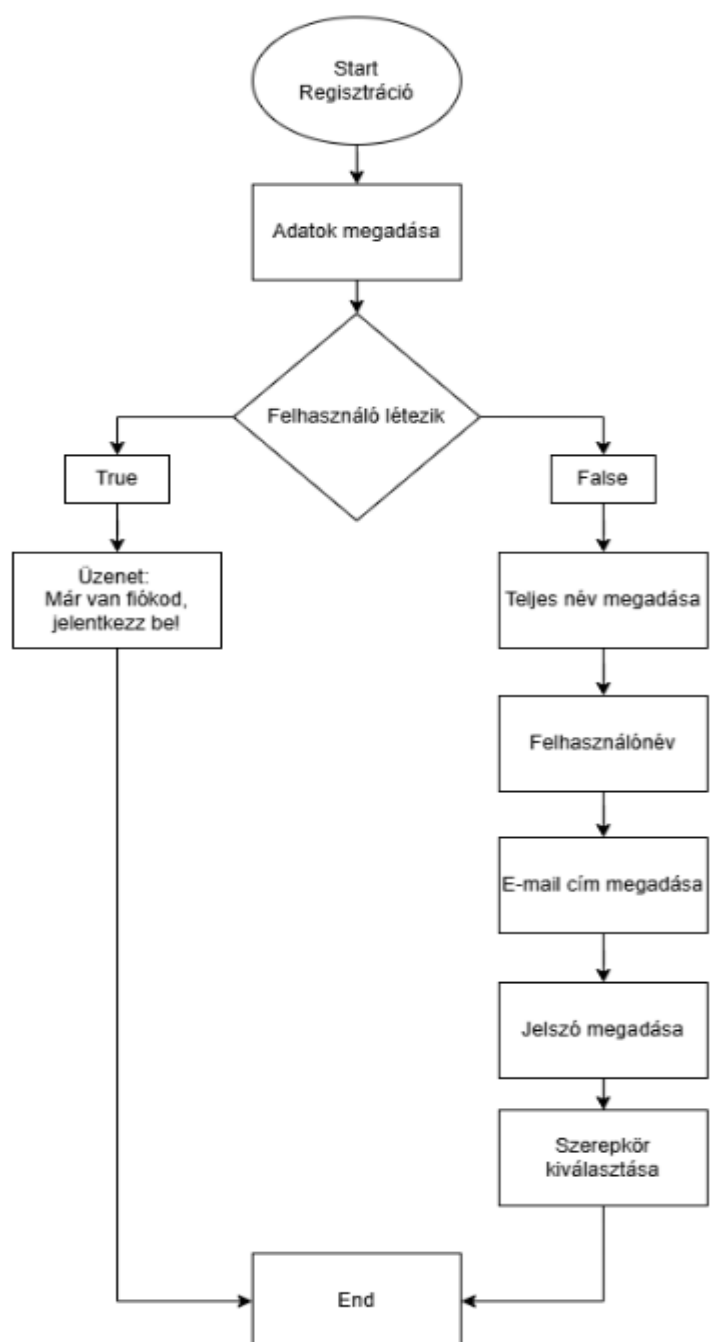 Start
Regisztráció
Adatok megadása
Felhasználó létezik
True
False
Üzenet:
Már van fiókod,
jelentkezz be!
Teljes név megadása
Felhasználónév
E-mail cím megadása
Jelszó megadása
Szerepkör
kiválasztása
End